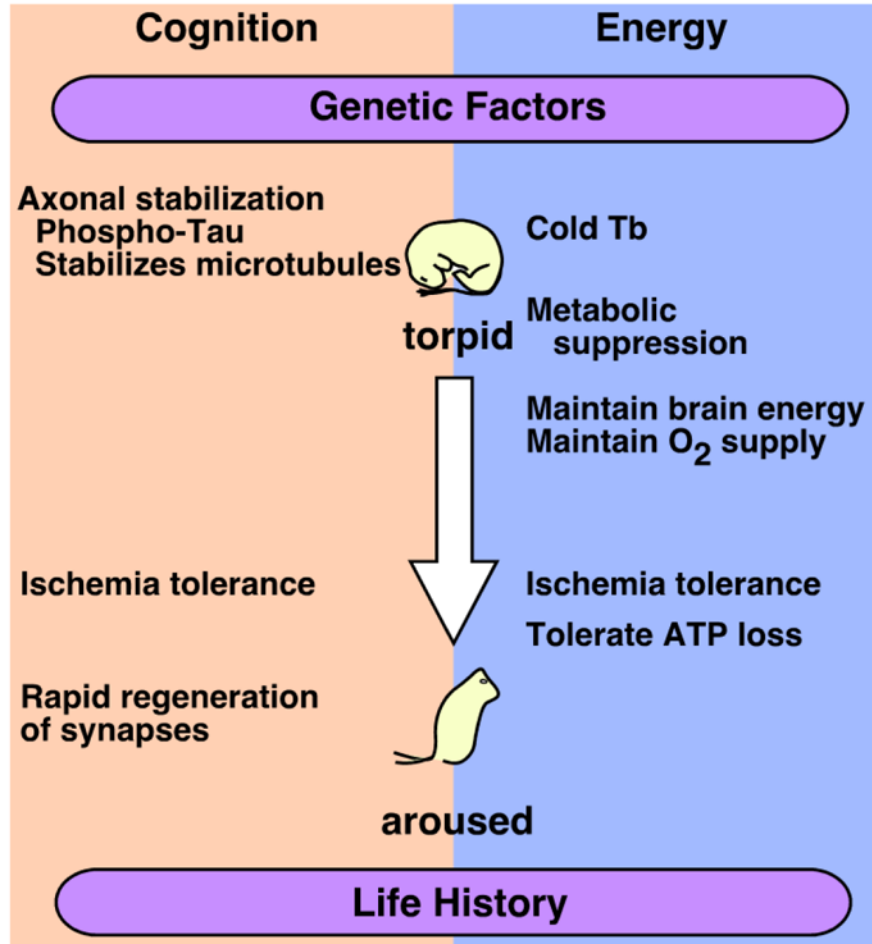 Cognition
Energy
Genetic Factors
Axonal stabilization
Phospho-Tau
Stabilizes microtubules
Cold Tb
torpid
Metabolic
suppression
Maintain brain energy
Maintain O2 supply
Ischemia tolerance
Ischemia tolerance
Tolerate ATP loss
Rapid regeneration
of synapses
aroused
Life History